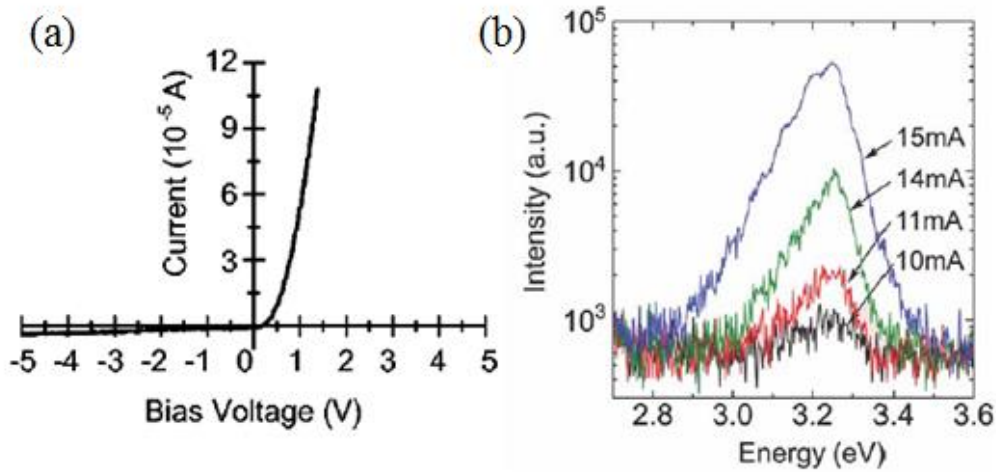 (a)
12
9
6
3
Current (10⁻⁵ A)
-5 -4 -3 -2 -1 0 1 2 3 4 5
Bias Voltage (V)
(b)
10⁵
10⁴
10³
Intensity (a.u.)
15mA
14mA
11mA
10mA
2.8 3.0 3.2 3.4 3.6
Energy (eV)